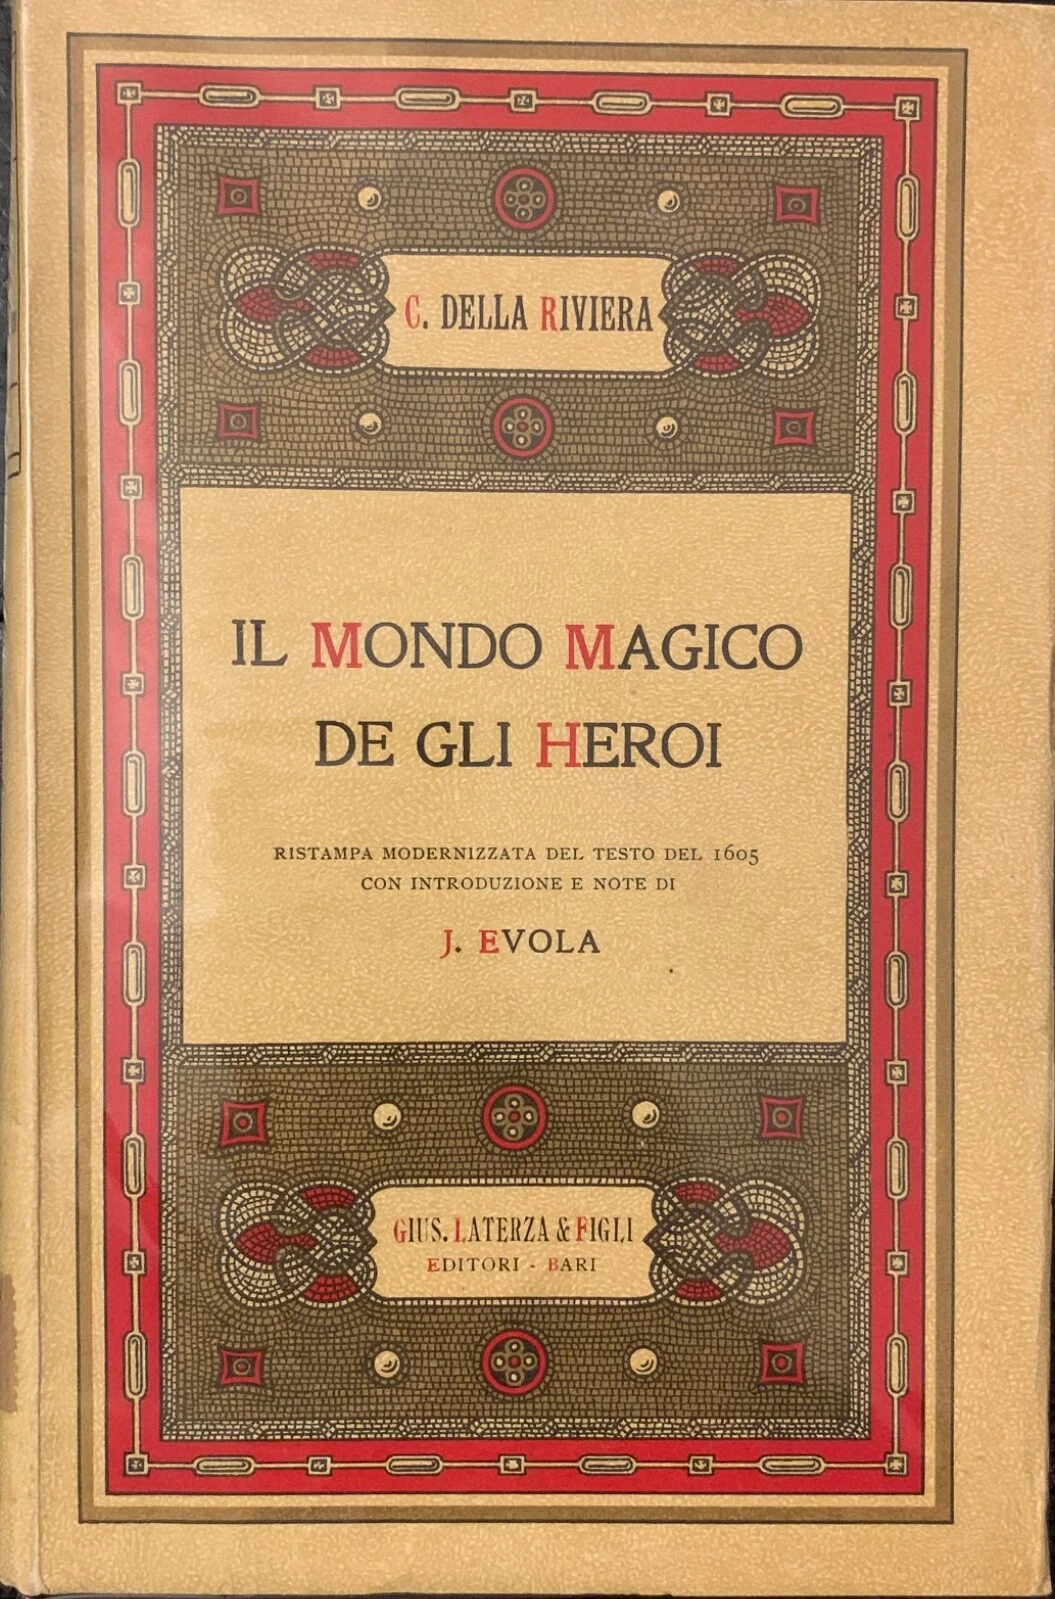 C. DELLA RIVIERA
IL MONDO MAGICO
DE GLI HEROI
RISTAMPA MODERNIZZATA DEL TESTO DEL 1605
CON INTRODUZIONE E NOTE DI
J. EVOLA
GIUS. LATERZA & FIGLI
EDITORI - BARI